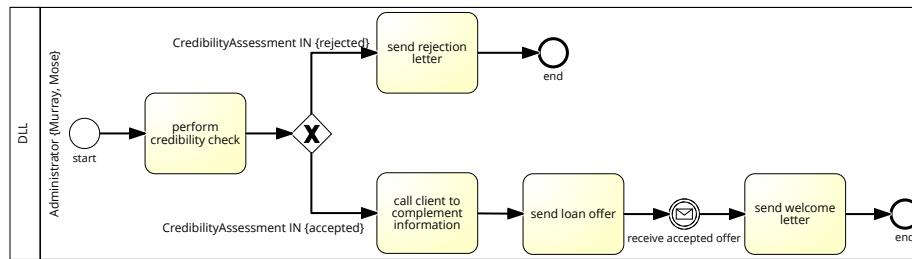 DLL
Administrator {Murray, Mose}
start
perform
credibility check
X
CredibilityAssessment IN {rejected}
send rejection
letter
end
CredibilityAssessment IN {accepted}
call client to
complement
information
send loan offer
receive accepted offer
send welcome
letter
end